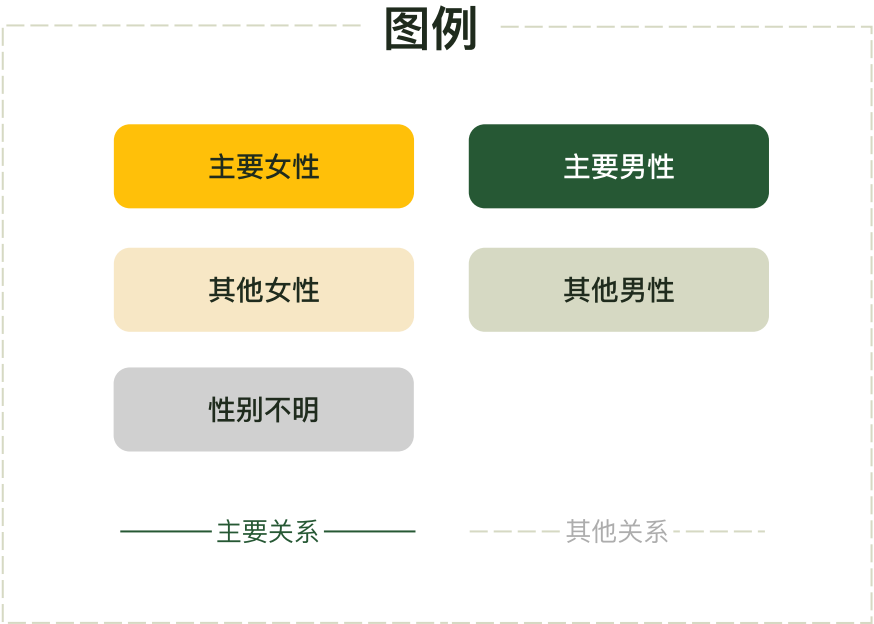 图例
主要女性
主要男性
其他女性
其他男性
性别不明
主要关系
其他关系